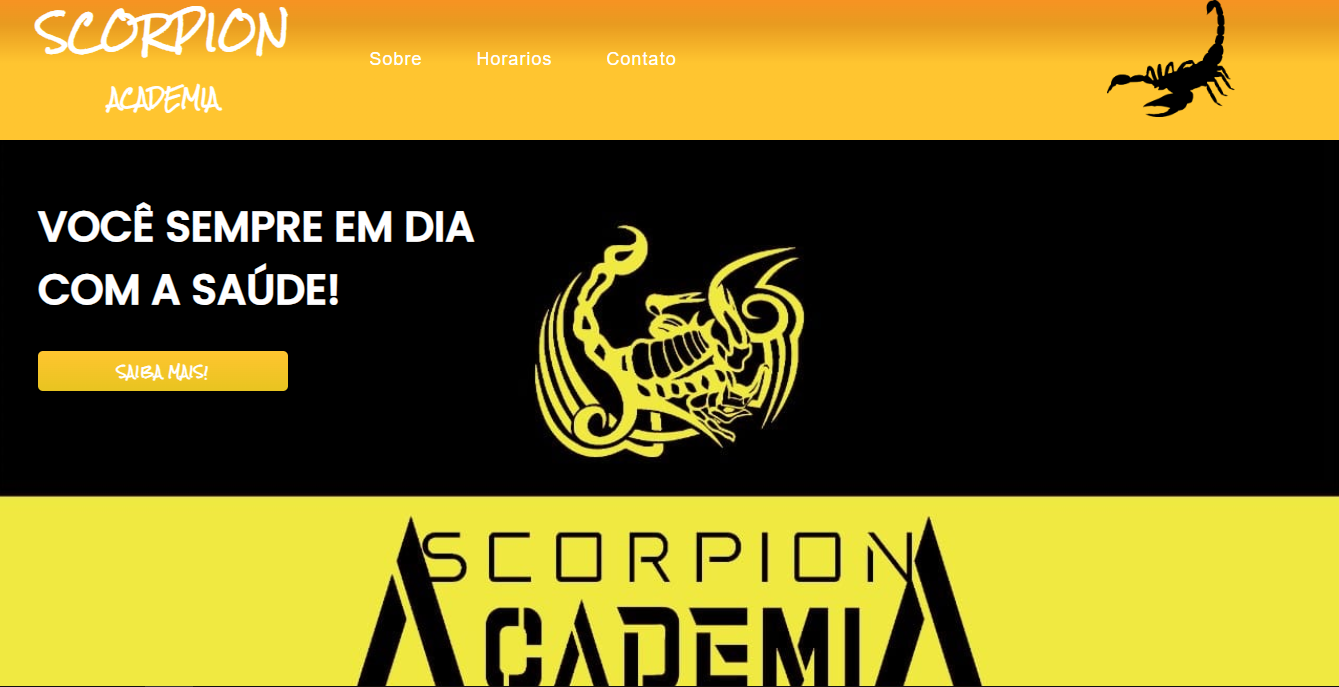 SCORPION
ACADEMIA
Sobre
Horarios
Contato
VOCÊ SEMPRE EM DIA
COM A SAÚDE!
SAIBA MAIS!
SCORPION
ACADEMIA